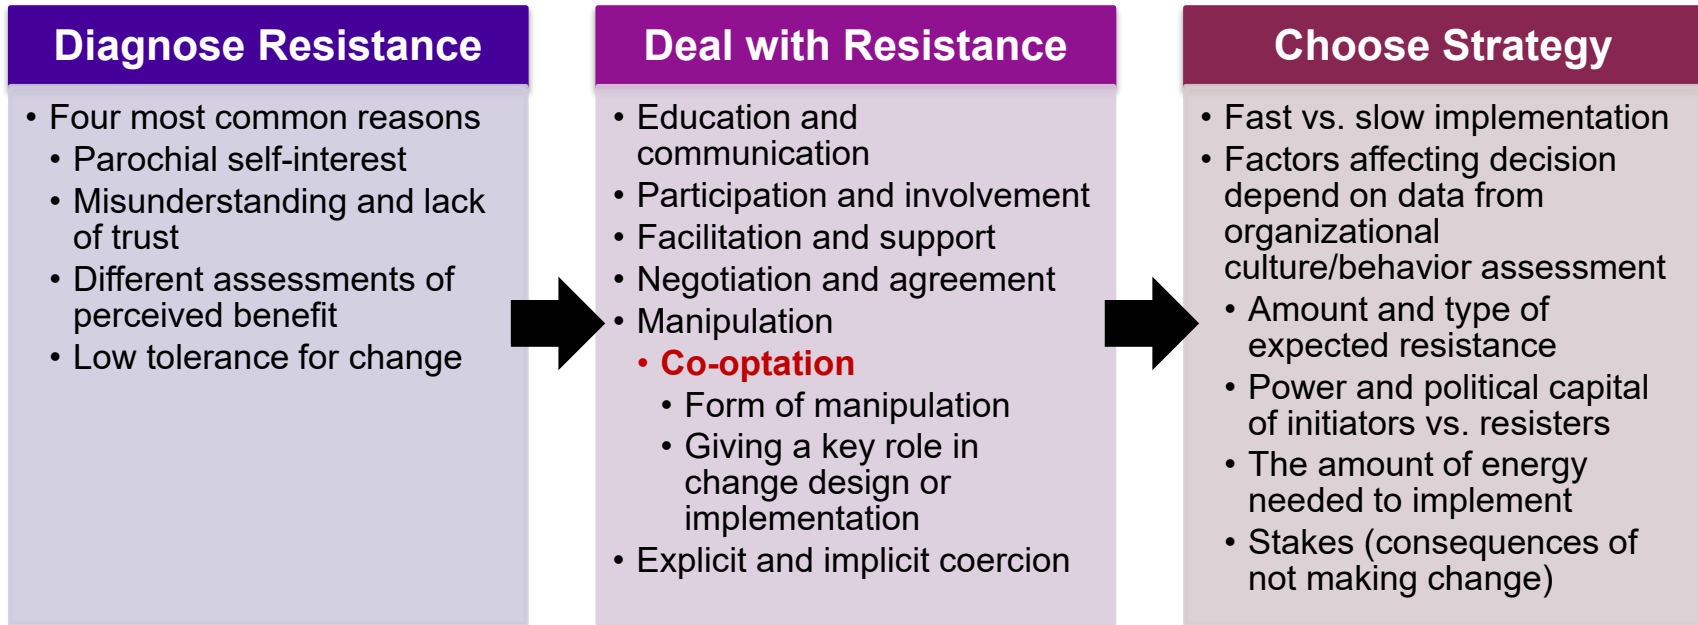 Diagnose Resistance
• Four most common reasons
• Parochial self-interest
• Misunderstanding and lack
of trust
• Different assessments of
perceived benefit
• Low tolerance for change
Deal with Resistance
• Education and
communication
• Participation and involvement
• Facilitation and support
• Negotiation and agreement
• Manipulation
• Co-optation
• Form of manipulation
• Giving a key role in
change design or
implementation
• Explicit and implicit coercion
Choose Strategy
• Fast vs. slow implementation
• Factors affecting decision
depend on data from
organizational
culture/behavior assessment
• Amount and type of
expected resistance
• Power and political capital
of initiators vs. resisters
• The amount of energy
needed to implement
• Stakes (consequences of
not making change)